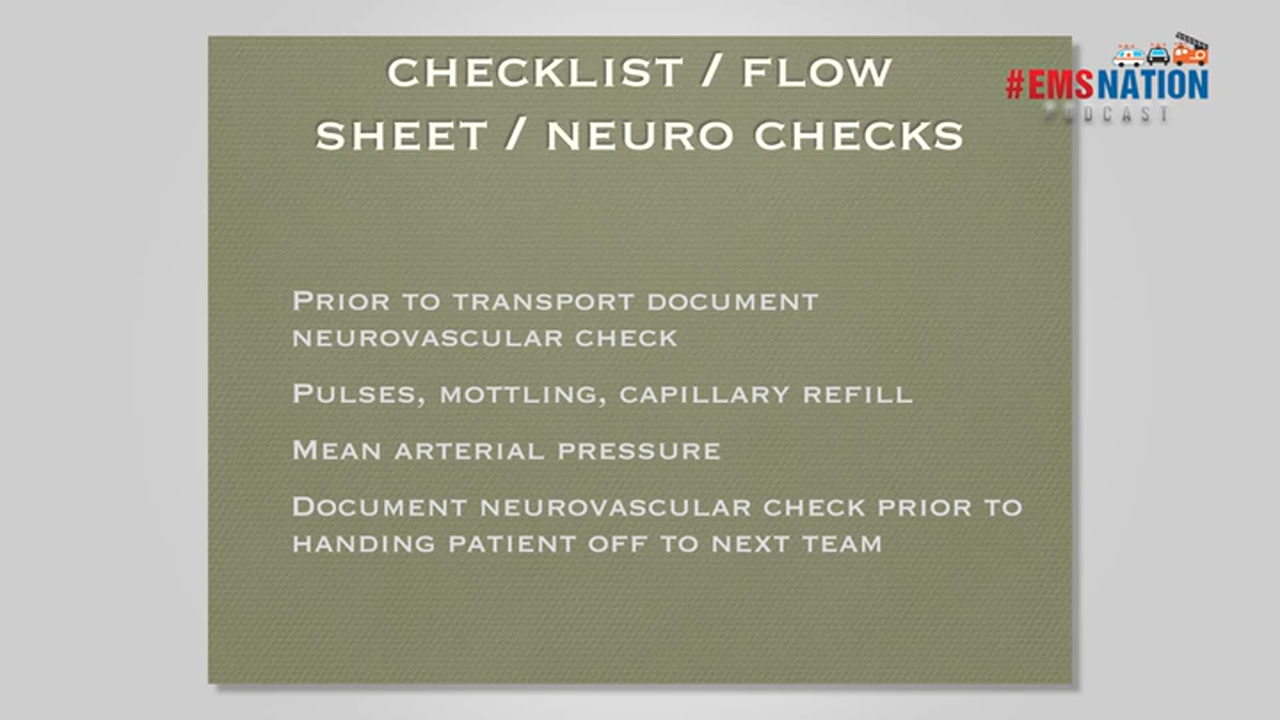 CHECKLIST / FLOW
SHEET / NEURO CHECKS
#EMSNATION
PODCAST
PRIOR TO TRANSPORT DOCUMENT
NEUROVASCULAR CHECK
PULSES, MOTTLING, CAPILLARY REFILL
MEAN ARTERIAL PRESSURE
DOCUMENT NEUROVASCULAR CHECK PRIOR TO
HANDING PATIENT OFF TO NEXT TEAM